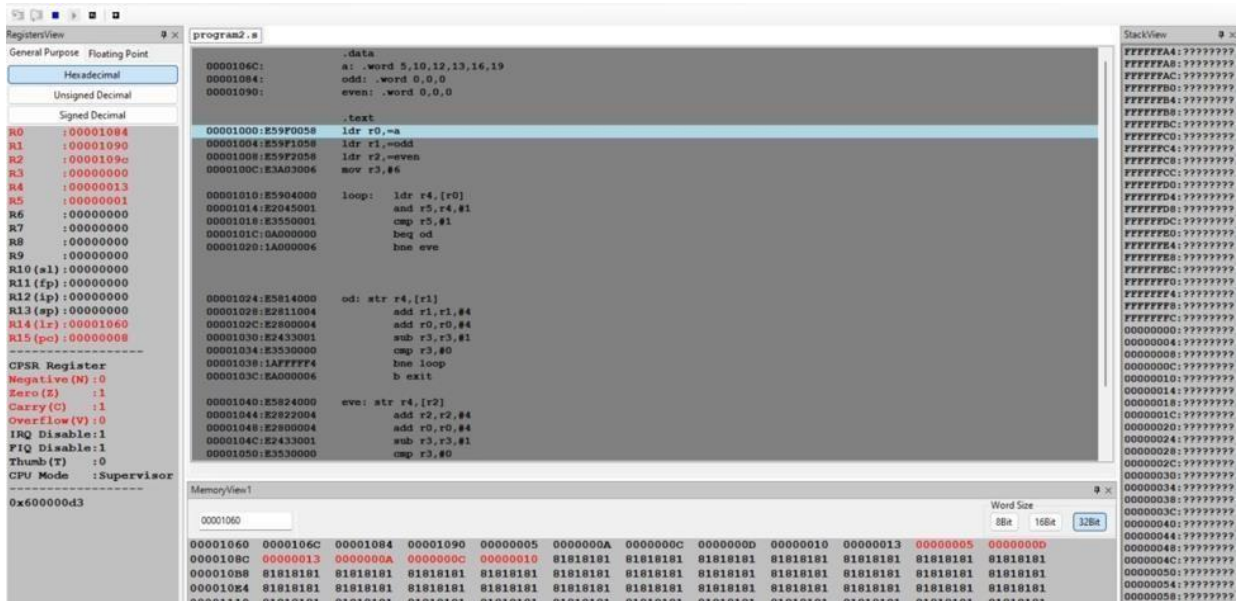 RegistersView
General Purpose Floating Point
Hexadecimal
Unsigned Decimal
Signed Decimal
R0 :00001084
R1 :00001090
R2 :0000109c
R3 :00000000
R4 :00000013
R5 :00000001
R6 :00000000
R7 :00000000
R8 :00000000
R9 :00000000
R10(sl):00000000
R11(fp):00000000
R12(ip):00000000
R13(sp):00000000
R14(lr):00001060
R15(pc):00000008
--------------------
CPSR Register
Negative(N):0
Zero(Z) :1
Carry(C) :1
Overflow(V):0
IRQ Disable:1
FIQ Disable:1
Thumb(T) :0
CPU Mode :Supervisor
--------------------
0x600000d3
program2.s
.data
0000106C: a: .word 5,10,12,13,16,19
00001084: odd: .word 0,0,0
00001090: even: .word 0,0,0
.text
00001000:E59F0058 ldr r0,=a
00001004:E59F1058 ldr r1,=odd
00001008:E59F2058 ldr r2,=even
0000100C:E3A03006 mov r3,#6
00001010:E5904000 loop: ldr r4,[r0]
00001014:E2045001 and r5,r4,#1
00001018:E3550001 cmp r5,#1
0000101C:0A000000 beq od
00001020:1A000006 bne eve
00001024:E5814000 od: str r4,[r1]
00001028:E2811004 add r1,r1,#4
0000102C:E2800004 add r0,r0,#4
00001030:E2433001 sub r3,r3,#1
00001034:E3530000 cmp r3,#0
00001038:1AFFFFF4 bne loop
0000103C:EA000006 b exit
00001040:E5824000 eve: str r4,[r2]
00001044:E2822004 add r2,r2,#4
00001048:E2800004 add r0,r0,#4
0000104C:E2433001 sub r3,r3,#1
00001050:E3530000 cmp r3,#0
MemoryView1
Word Size
00001060 8Bit 16Bit 32Bit
00001060 0000106C 00001084 00001090 00000005 0000000A 0000000C 0000000D 00000010 00000013 00000005 0000000D
0000108C 00000013 0000000A 0000000C 00000010 81818181 81818181 81818181 81818181 81818181 81818181 81818181
000010B8 81818181 81818181 81818181 81818181 81818181 81818181 81818181 81818181 81818181 81818181 81818181
000010E4 81818181 81818181 81818181 81818181 81818181 81818181 81818181 81818181 81818181 81818181 81818181
StackView
FFFFFFA4:????????
FFFFFFA8:????????
FFFFFFAC:????????
FFFFFFB0:????????
FFFFFFB4:????????
FFFFFFB8:????????
FFFFFFBC:????????
FFFFFFC0:????????
FFFFFFC4:????????
FFFFFFC8:????????
FFFFFFCC:????????
FFFFFFD0:????????
FFFFFFD4:????????
FFFFFFD8:????????
FFFFFFDC:????????
FFFFFFE0:????????
FFFFFFE4:????????
FFFFFFE8:????????
FFFFFFEC:????????
FFFFFFF0:????????
FFFFFFF4:????????
FFFFFFF8:????????
FFFFFFFC:????????
00000000:????????
00000004:????????
00000008:????????
0000000C:????????
00000010:????????
00000014:????????
00000018:????????
0000001C:????????
00000020:????????
00000024:????????
00000028:????????
0000002C:????????
00000030:????????
00000034:????????
00000038:????????
0000003C:????????
00000040:????????
00000044:????????
00000048:????????
0000004C:????????
00000050:????????
00000054:????????
00000058:????????